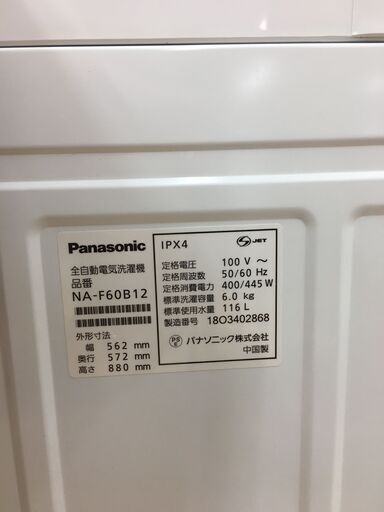 Panasonic
全自動電気洗濯機
品番
NA-F60B12
外形寸法
幅 562 mm
奥行 572 mm
高さ 880 mm
IPX4
JET
定格電圧 100 V ～
定格周波数 50/60 Hz
定格消費電力 400/445 W
標準洗濯容量 6.0 kg
標準使用水量 116 L
製造番号 18O3402868
PS E パナソニック株式会社
中国製